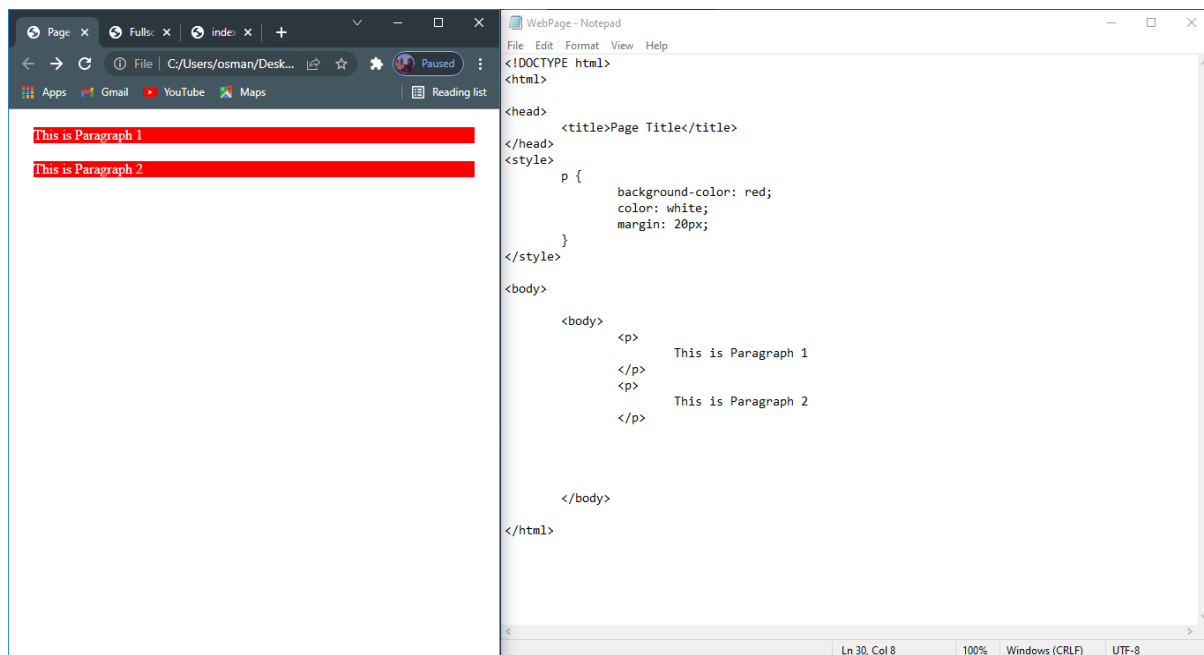 Page
Fullsc
index
File | C:/Users/osman/Desk...
Paused
Apps
Gmail
YouTube
Maps
Reading list
This is Paragraph 1
This is Paragraph 2
WebPage - Notepad
File Edit Format View Help
<!DOCTYPE html>
<html>
<head>
<title>Page Title</title>
</head>
<style>
p {
background-color: red;
color: white;
margin: 20px;
}
</style>
<body>
<body>
<p>
This is Paragraph 1
</p>
<p>
This is Paragraph 2
</p>
</body>
</html>
Ln 30, Col 8
100%
Windows (CRLF)
UTF-8